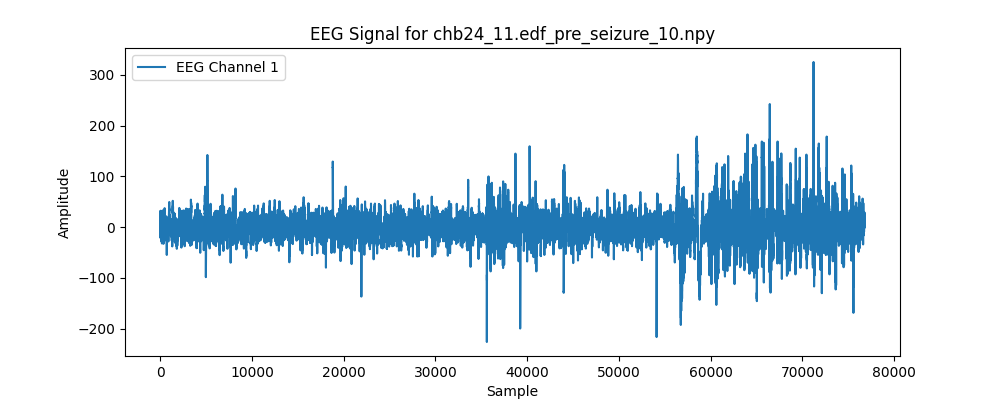 EEG Signal for chb24_11.edf_pre_seizure_10.npy
EEG Channel 1
300
200
100
0
−100
−200
Amplitude
0 10000 20000 30000 40000 50000 60000 70000 80000
Sample